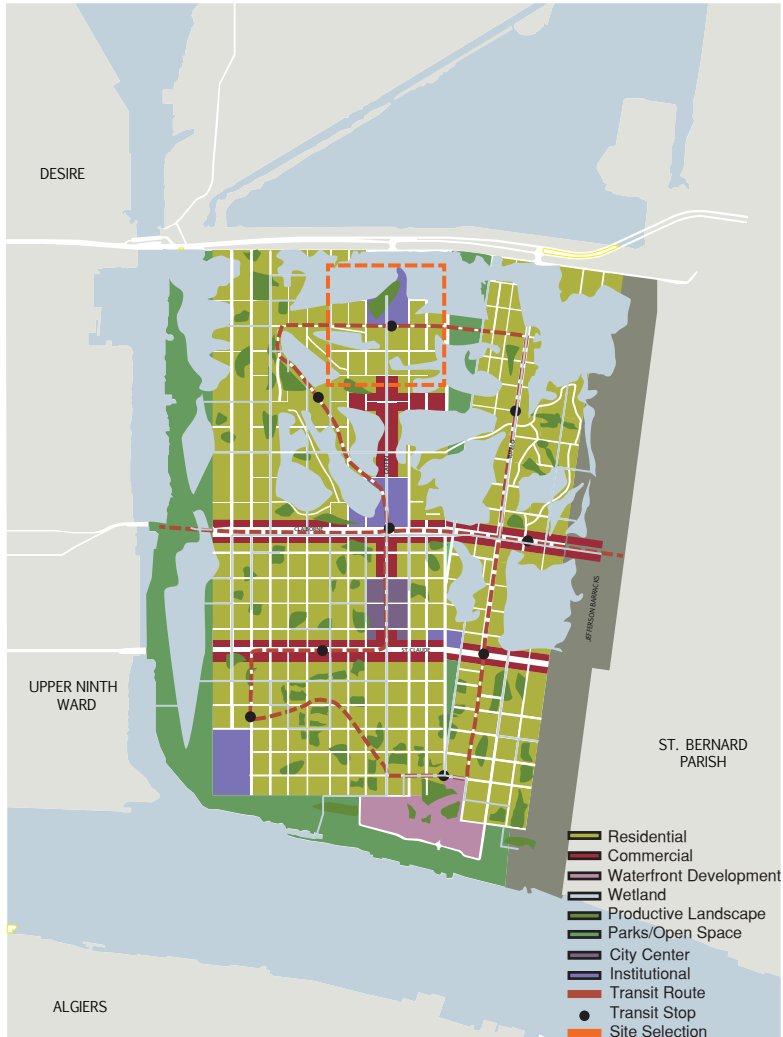 DESIRE
CLAIBORNE
ST CLAUDE
JEFFERSON BARRACKS
UPPER NINTH
WARD
ST. BERNARD
PARISH
ALGIERS
Residential
Commercial
Waterfront Development
Wetland
Productive Landscape
Parks/Open Space
City Center
Institutional
Transit Route
Transit Stop
Site Selection